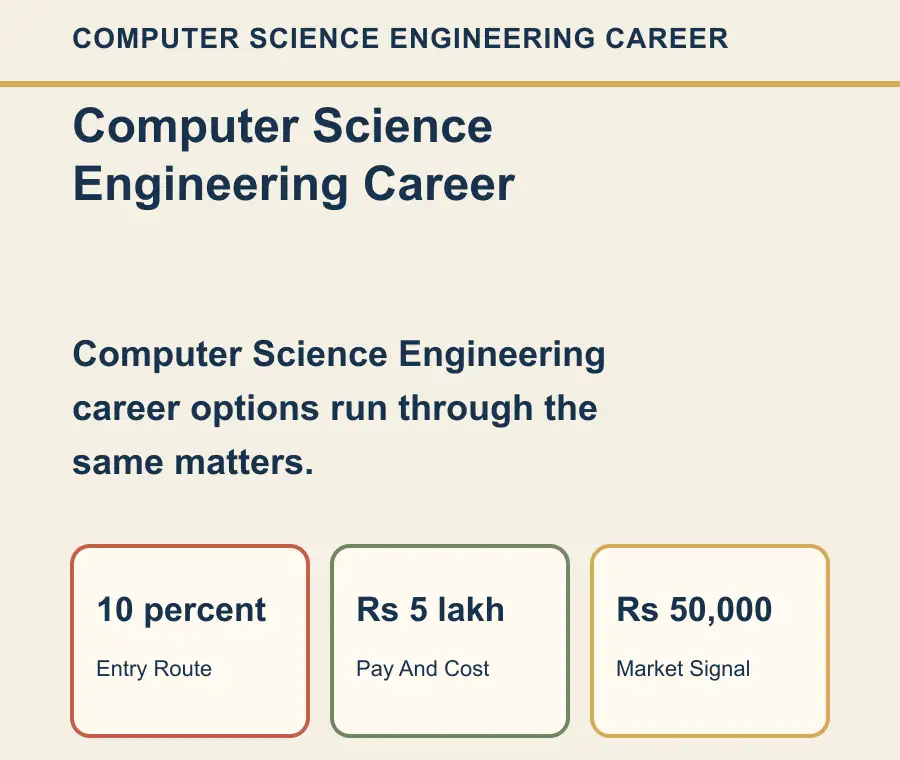 COMPUTER SCIENCE ENGINEERING CAREER
Computer Science
Engineering Career
Computer Science Engineering
career options run through the
same matters.
10 percent
Entry Route
Rs 5 lakh
Pay And Cost
Rs 50,000
Market Signal